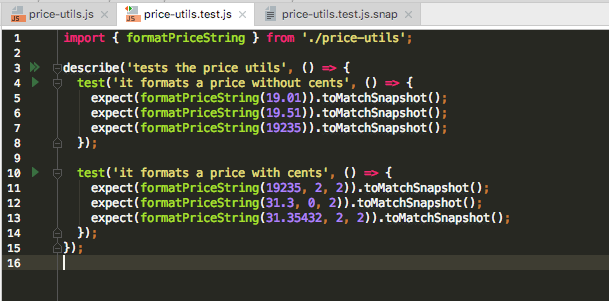 price-utils.js price-utils.test.js price-utils.test.js.snap
1 import { formatPriceString } from './price-utils';
2
3 describe('tests the price utils', () => {
4 test('it formats a price without cents', () => {
5 expect(formatPriceString(19.01)).toMatchSnapshot();
6 expect(formatPriceString(19.51)).toMatchSnapshot();
7 expect(formatPriceString(19235)).toMatchSnapshot();
8 });
9
10 test('it formats a price with cents', () => {
11 expect(formatPriceString(19235, 2, 2)).toMatchSnapshot();
12 expect(formatPriceString(31.3, 0, 2)).toMatchSnapshot();
13 expect(formatPriceString(31.35432, 2, 2)).toMatchSnapshot();
14 });
15 });
16